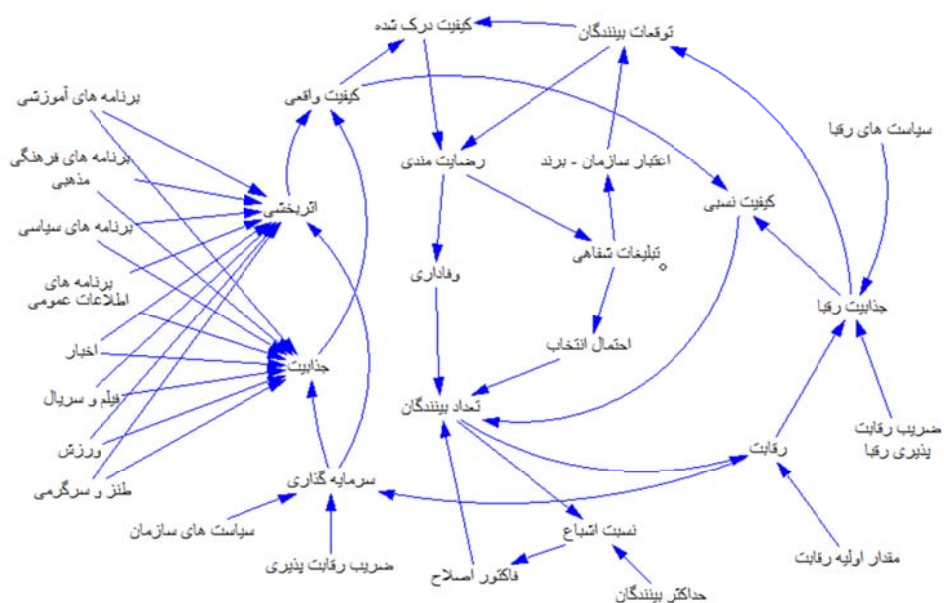 کیفیت درک شده
توقعات بینندگان
برنامه های آموزشی
کیفیت واقعی
سیاست های رقبا
برنامه های فرهنگی
مذهبی
رضایت مندی
اعتبار سازمان - برند
کیفیت نسبی
اثربخشی
برنامه های سیاسی
تبلیغات شفاهی
وفاداری
برنامه های
اطلاعات عمومی
جذابیت رقبا
اخبار
جذابیت
احتمال انتخاب
فیلم و سریال
تعداد بینندگان
ضریب رقابت
پذیری رقبا
ورزش
رقابت
طنز و سرگرمی
سرمایه گذاری
سیاست های سازمان
نسبت اشباع
ضریب رقابت پذیری
فاکتور اصلاح
مقدار اولیه رقابت
حداکثر بینندگان